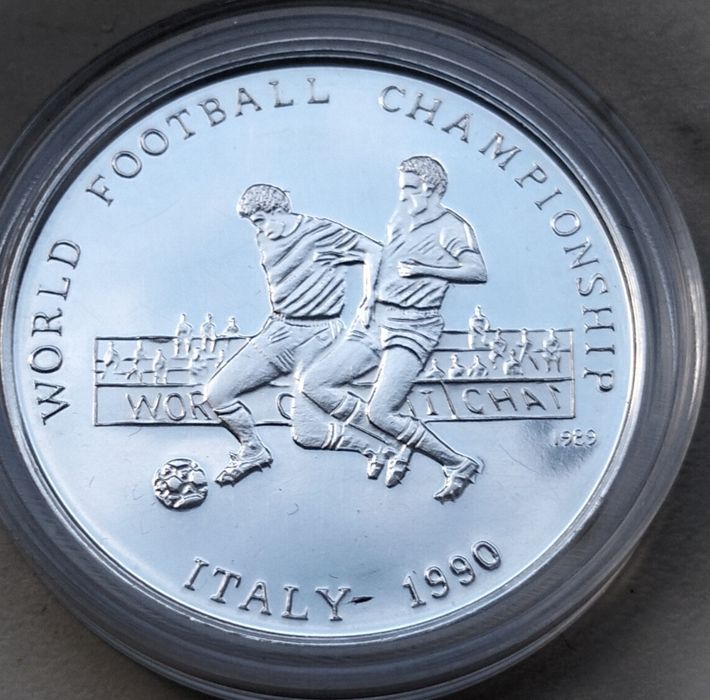 WORLD FOOTBALL CHAMPIONSHIP
WOR
CHA
1989
ITALY- 1990